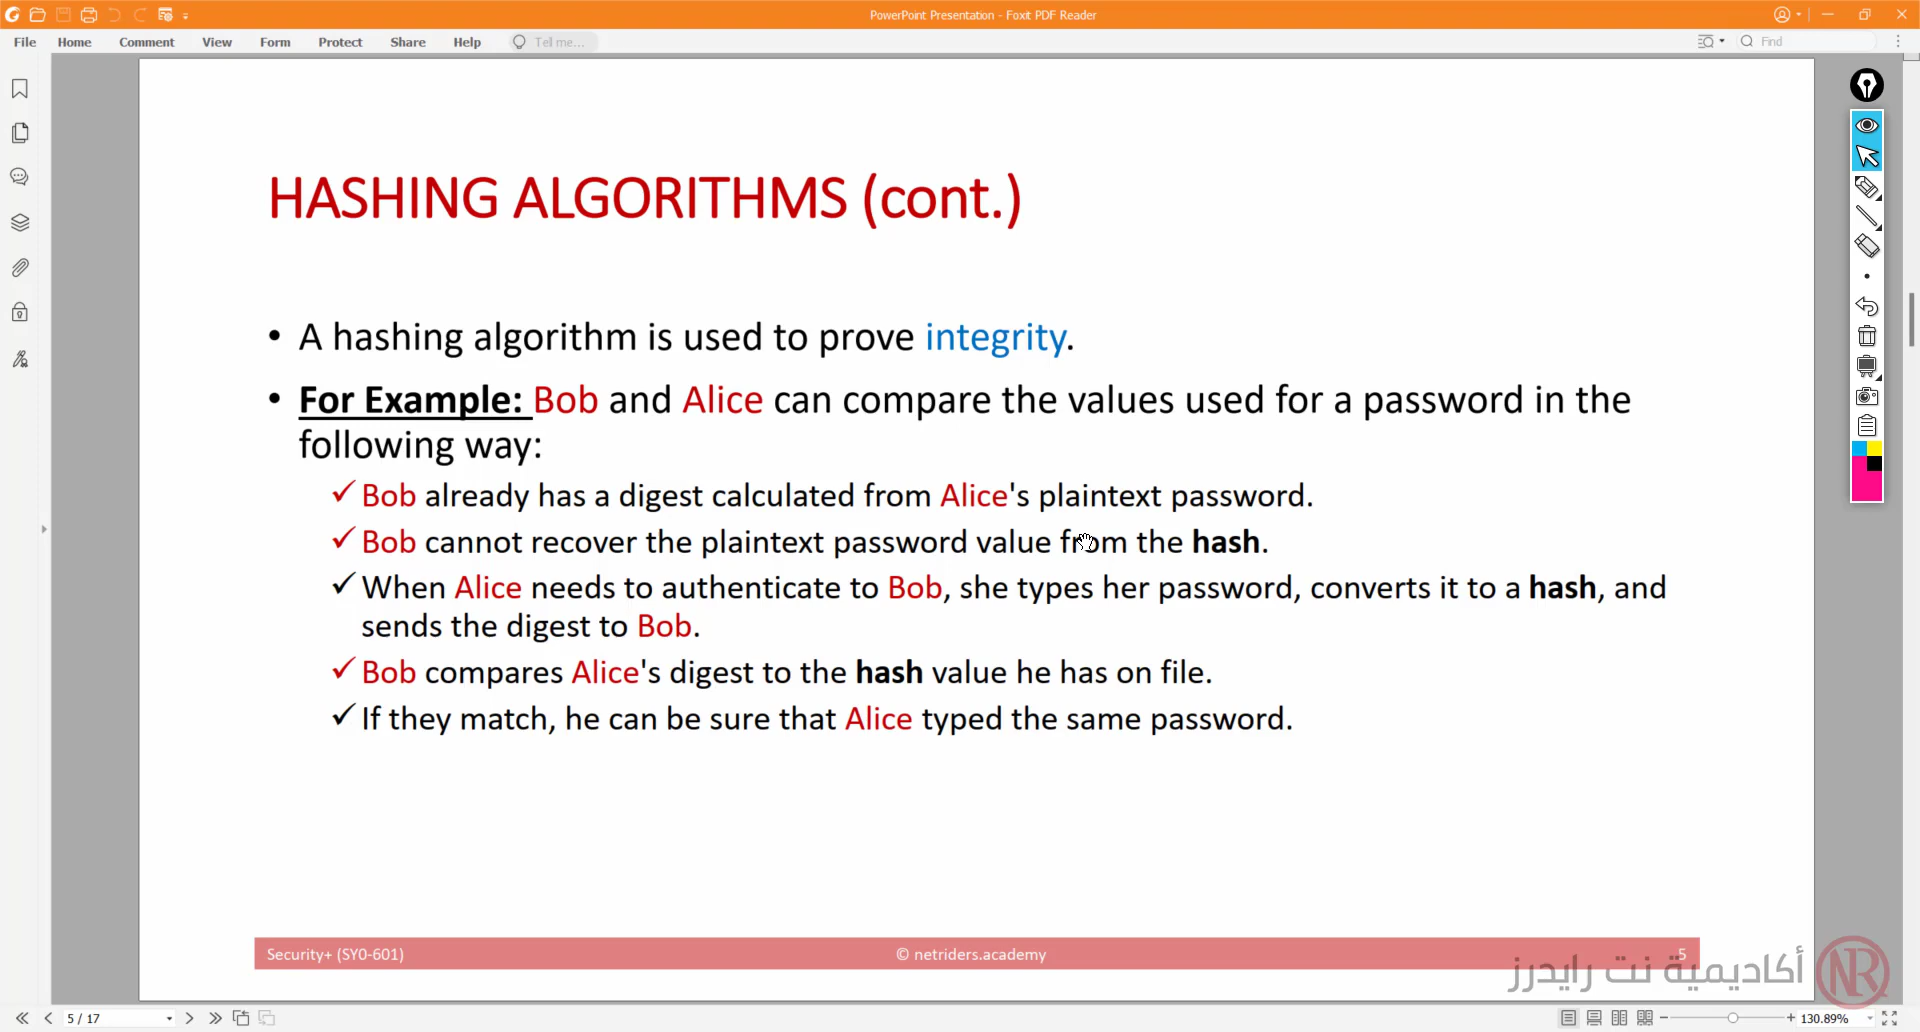 PowerPoint Presentation - Foxit PDF Reader
File Home Comment View Form Protect Share Help Tell me... Find
HASHING ALGORITHMS (cont.)
• A hashing algorithm is used to prove integrity.
• For Example: Bob and Alice can compare the values used for a password in the
following way:
✓ Bob already has a digest calculated from Alice's plaintext password.
✓ Bob cannot recover the plaintext password value from the hash.
✓ When Alice needs to authenticate to Bob, she types her password, converts it to a hash, and
sends the digest to Bob.
✓ Bob compares Alice's digest to the hash value he has on file.
✓ If they match, he can be sure that Alice typed the same password.
Security+ (SY0-601) © netriders.academy 5
أكاديمية نت رايدرز NR
5 / 17 130.89%